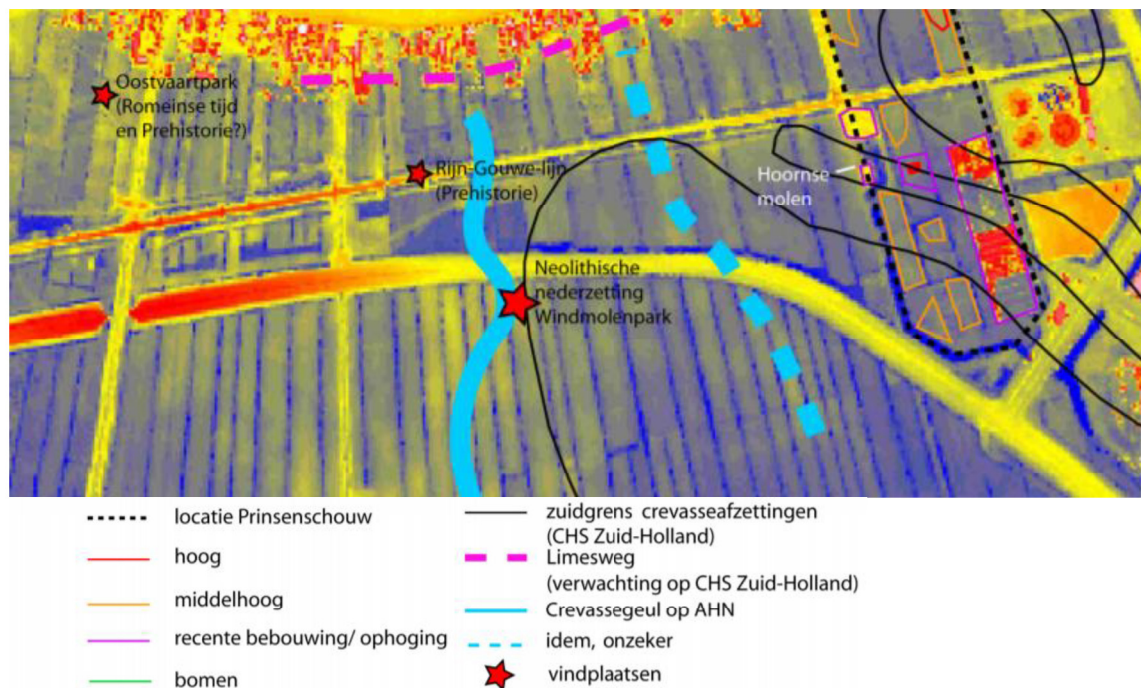 Oostvaartpark
(Romeinse tijd
en Prehistorie?)
Rijn-Gouwe-lijn
(Prehistorie)
Hoornse
molen
Neolithische
nederzetting
Windmolenpark
locatie Prinsenschouw
hoog
middelhoog
recente bebouwing/ ophoging
bomen
zuidgrens crevasseafzettingen
(CHS Zuid-Holland)
Limesweg
(verwachting op CHS Zuid-Holland)
Crevassegeul op AHN
idem, onzeker
vindplaatsen